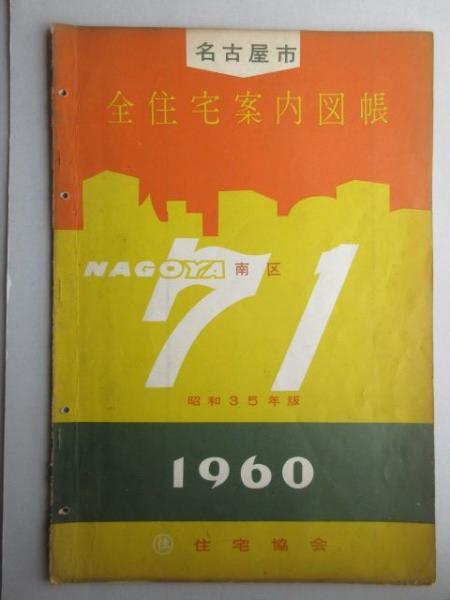 名古屋市
全住宅案内図帳
NAGOYA 南区
71
昭和35年版
1960
住 住宅協会